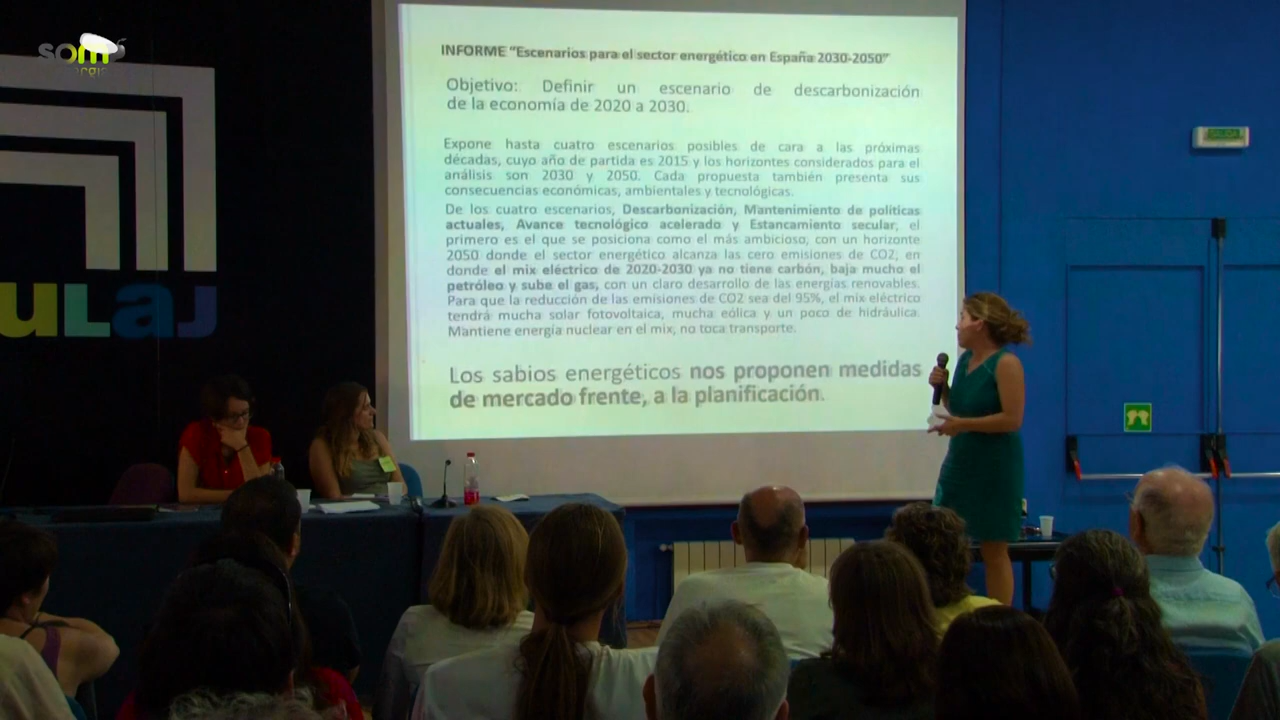 som
energia
INFORME "Escenarios para el sector energético en España 2030-2050"
Objetivo: Definir un escenario de descarbonización
de la economía de 2020 a 2030.
Expone hasta cuatro escenarios posibles de cara a las próximas
décadas, cuyo año de partida es 2015 y los horizontes considerados para el
análisis son 2030 y 2050. Cada propuesta también presenta sus
consecuencias económicas, ambientales y tecnológicas.
De los cuatro escenarios, Descarbonización, Mantenimiento de políticas
actuales, Avance tecnológico acelerado y Estancamiento secular, el
primero es el que se posiciona como el más ambicioso, con un horizonte
2050 donde el sector energético alcanza las cero emisiones de CO2, en
donde el mix eléctrico de 2020-2030 ya no tiene carbón, baja mucho el
petróleo y sube el gas, con un claro desarrollo de las energías renovables.
Para que la reducción de las emisiones de CO2 sea del 95%, el mix eléctrico
tendrá mucha solar fotovoltaica, mucha eólica y un poco de hidráulica.
Mantiene energía nuclear en el mix, no toca transporte.
Los sabios energéticos nos proponen medidas
de mercado frente, a la planificación.
SALIDA
ULaJ